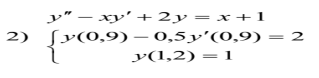 y″ − xy′ + 2y = x + 1
2) { y(0,9) − 0,5y′(0,9) = 2
y(1,2) = 1